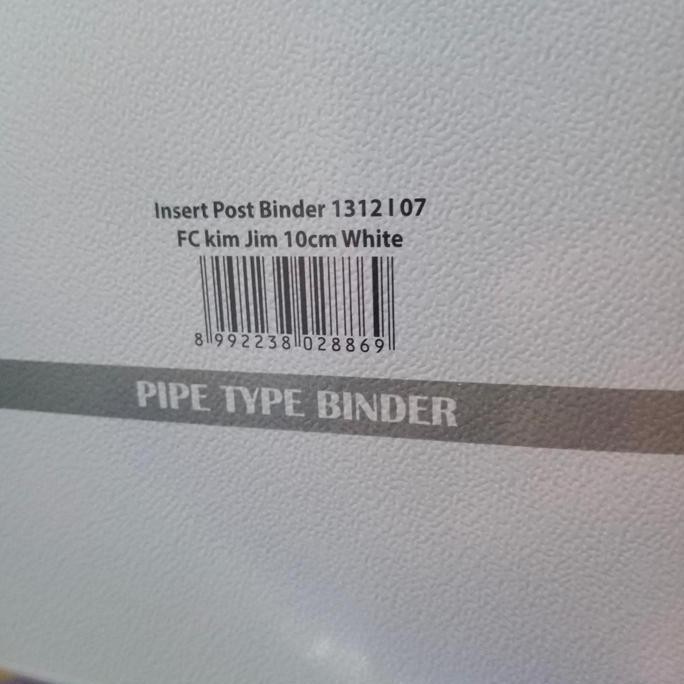 Insert Post Binder 1312 I 07
FC kim Jim 10cm White
8 992238 028869
PIPE TYPE BINDER